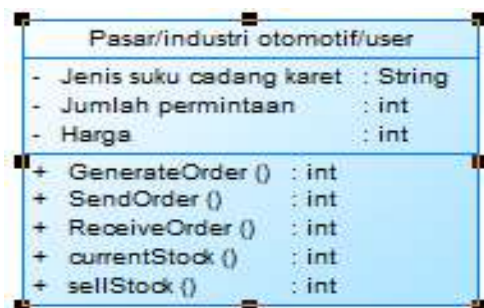 Pasar/industri otomotif/user
- Jenis suku cadang karet : String
- Jumlah permintaan : int
- Harga : int
+ GenerateOrder () : int
+ SendOrder () : int
+ ReceiveOrder () : int
+ currentStock () : int
+ sellStock () : int